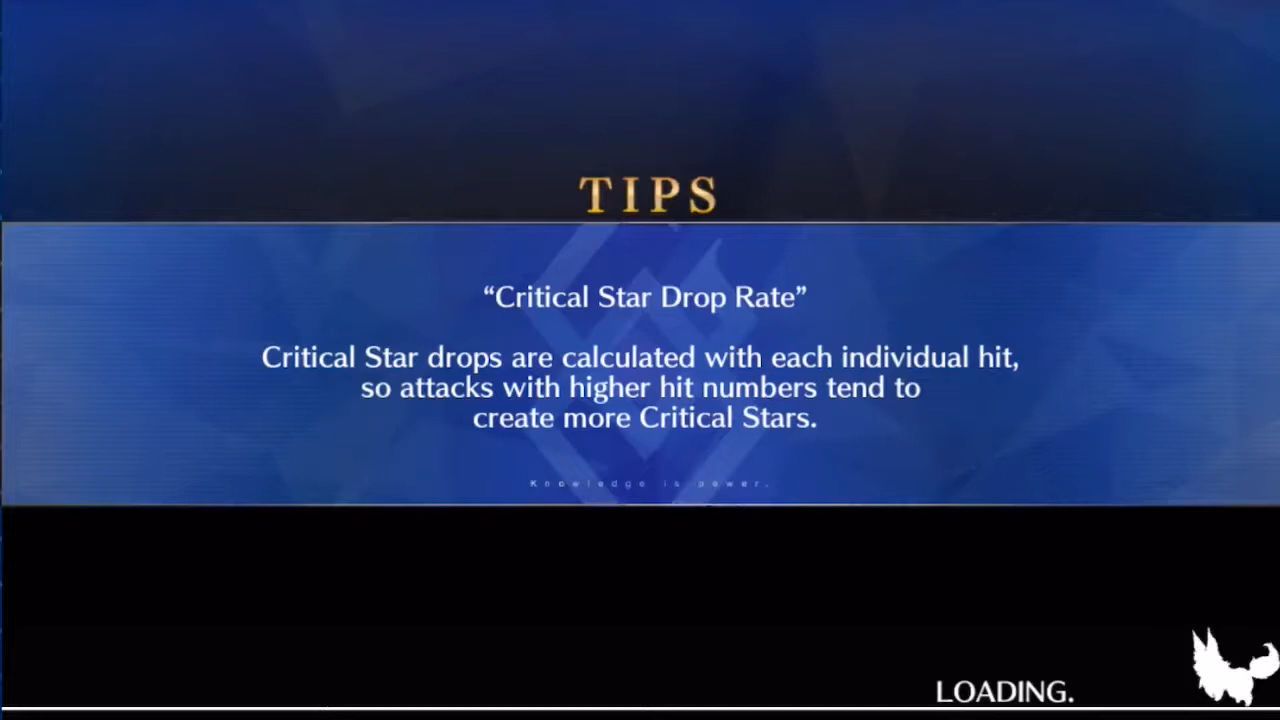 TIPS
“Critical Star Drop Rate”
Critical Star drops are calculated with each individual hit,
so attacks with higher hit numbers tend to
create more Critical Stars.
Knowledge is power.
LOADING.